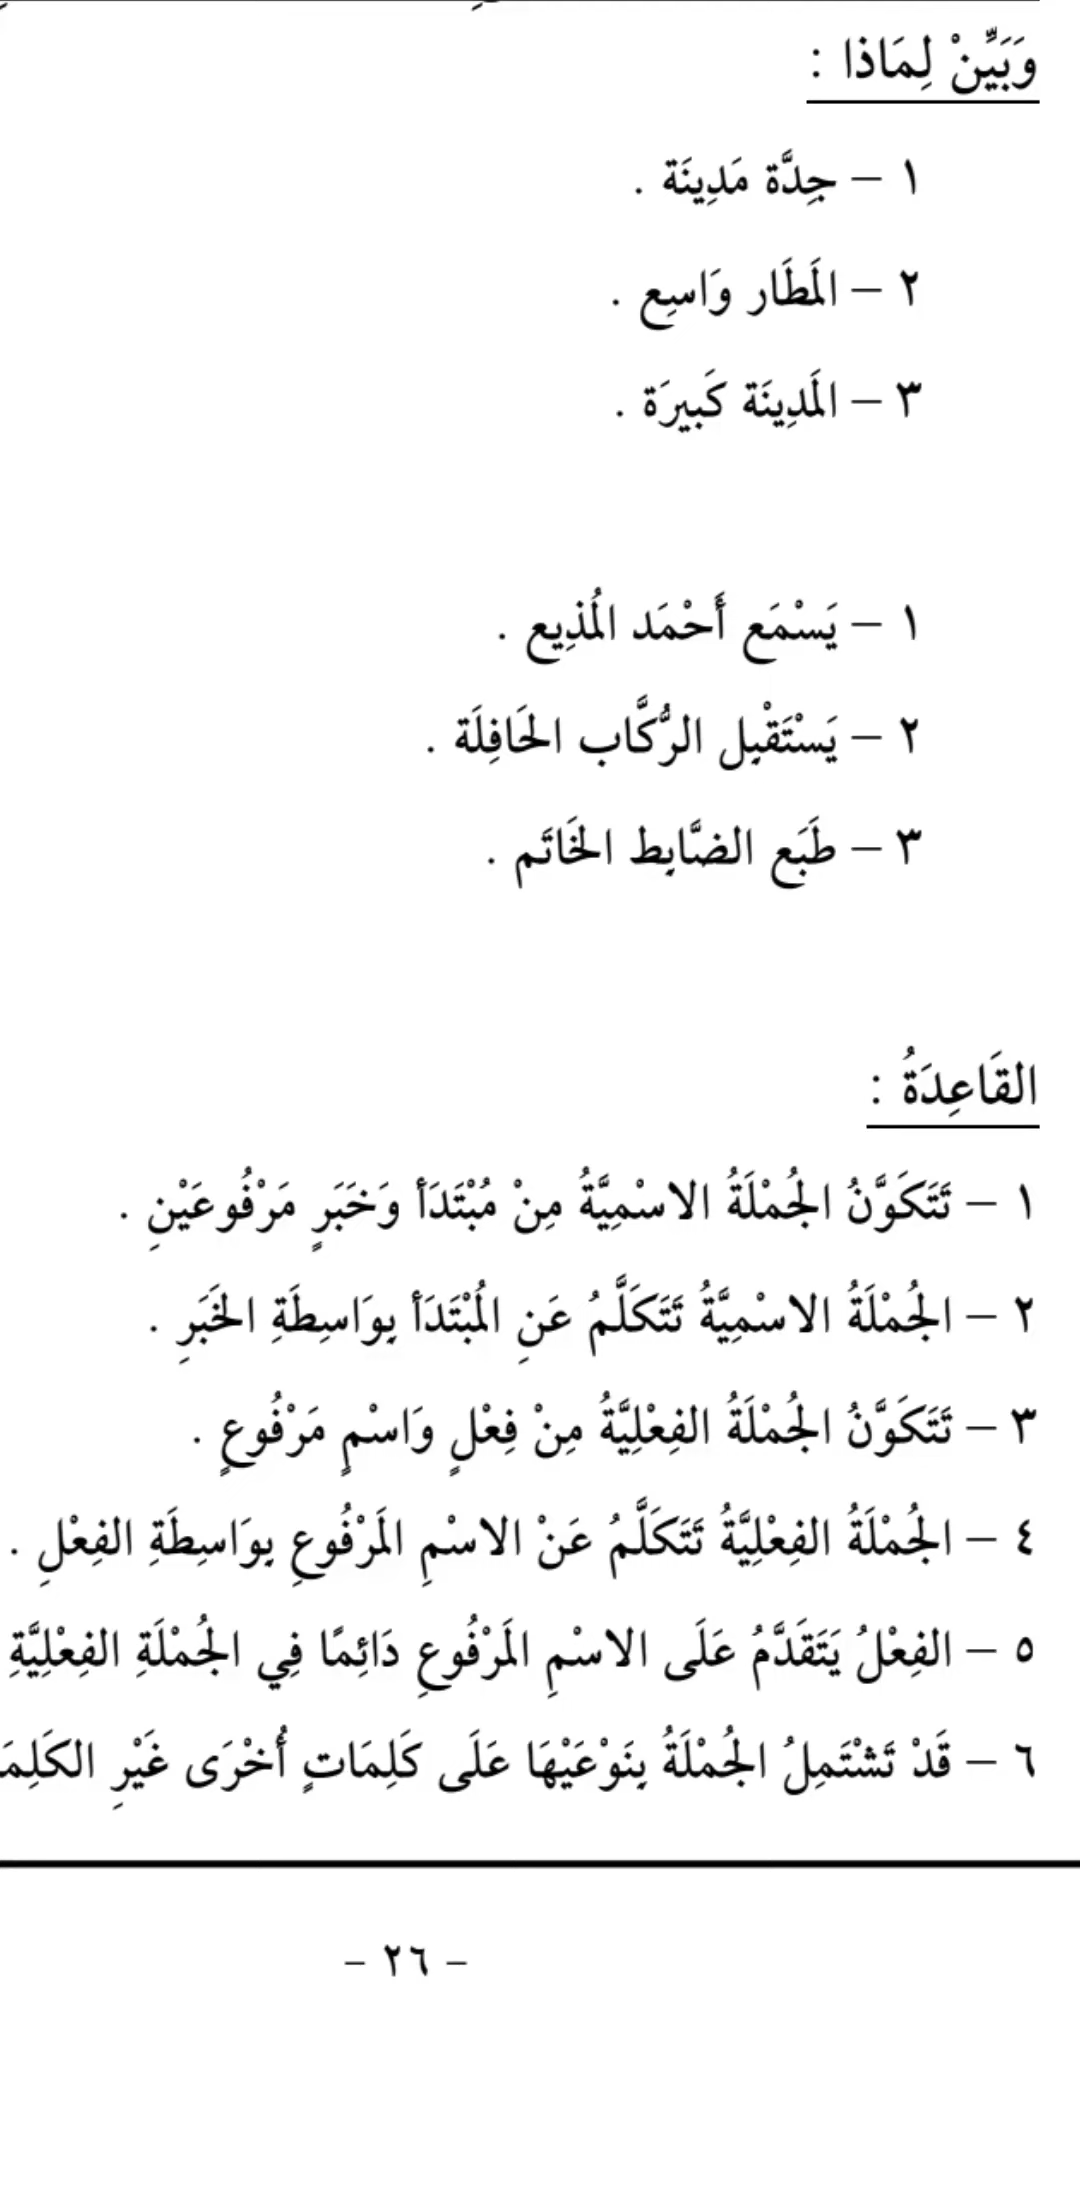 وَبَيِّنْ لِمَاذا :
١ – جِدَّة مَدِينَة .
٢ – المَطَار وَاسِع .
٣ – المَدِينَة كَبِيرَة .
١ – يَسْمَع أَحْمَد المُذِيع .
٢ – يَسْتَقْبِل الرُّكَّاب الحَافِلَة .
٣ – طَبَع الضَّابِط الخَاتَم .
القَاعِدَةُ :
١ – تَتَكَوَّنُ الجُمْلَةُ الاسْمِيَّةُ مِنْ مُبْتَدَأ وَخَبَرٍ مَرْفُوعَيْنِ .
٢ – الجُمْلَةُ الاسْمِيَّةُ تَتَكَلَّمُ عَنِ المُبْتَدَأ بِوَاسِطَةِ الخَبَرِ .
٣ – تَتَكَوَّنُ الجُمْلَةُ الفِعْلِيَّةُ مِنْ فِعْلٍ وَاسْمٍ مَرْفُوعٍ .
٤ – الجُمْلَةُ الفِعْلِيَّةُ تَتَكَلَّمُ عَنْ الاسْمِ المَرْفُوعِ بِوَاسِطَةِ الفِعْلِ .
٥ – الفِعْلُ يَتَقَدَّمُ عَلَى الاسْمِ المَرْفُوعِ دَائِمًا فِي الجُمْلَةِ الفِعْلِيَّةِ
٦ – قَدْ تَشْتَمِلُ الجُمْلَةُ بِنَوْعَيْهَا عَلَى كَلِمَاتٍ أُخْرَى غَيْرِ
– ٢٦ –